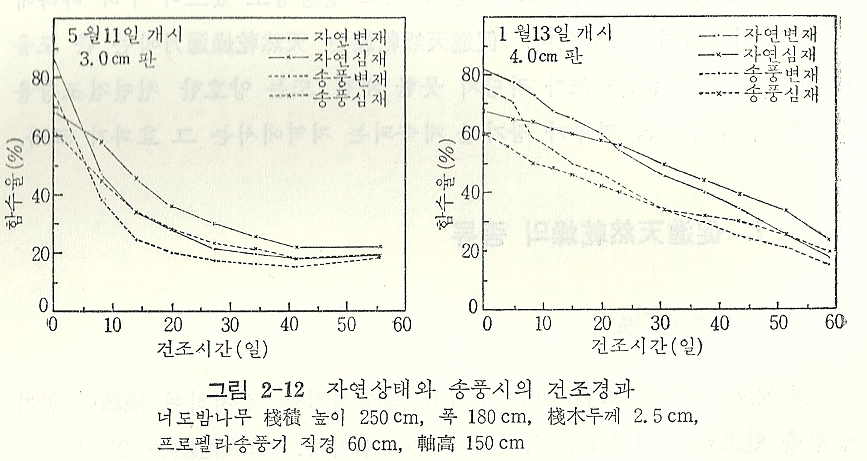 5월11일 개시
3.0cm 판
자연변재
자연심재
송풍변재
송풍심재
함수율(%)
80
60
40
20
0
0 10 20 30 40 50 60
건조시간(일)
1월13일 개시
4.0cm 판
자연변재
자연심재
송풍변재
송풍심재
함수율(%)
80
60
40
20
0
0 10 20 30 40 50 60
건조시간(일)
그림 2-12 자연상태와 송풍시의 건조경과
너도밤나무 棧積 높이 250cm, 폭 180cm, 棧木두께 2.5cm,
프로펠라송풍기 직경 60cm, 軸高 150cm